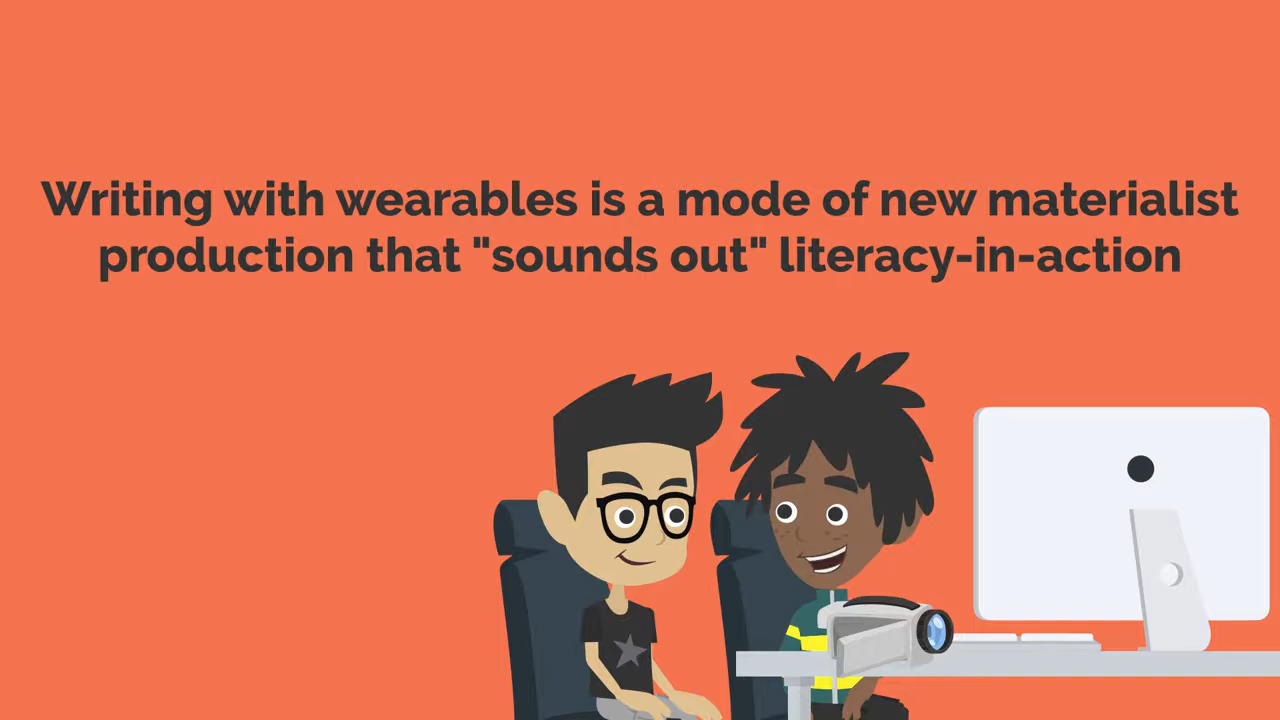 Writing with wearables is a mode of new materialist
production that "sounds out" literacy-in-action